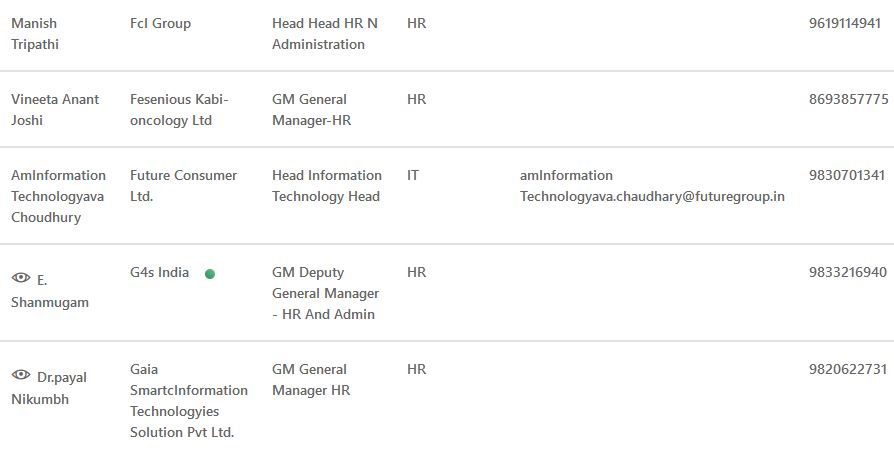 Manish Tripathi
Fcl Group
Head Head HR N Administration
HR
9619114941
Vineeta Anant Joshi
Fesenious Kabi-oncology Ltd
GM General Manager-HR
HR
8693857775
AmInformation Technologyava Choudhury
Future Consumer Ltd.
Head Information Technology Head
IT
amInformation Technologyava.chaudhary@futuregroup.in
9830701341
E. Shanmugam
G4s India
GM Deputy General Manager - HR And Admin
HR
9833216940
Dr.payal Nikumbh
Gaia SmartcInformation Technologyies Solution Pvt Ltd.
GM General Manager HR
HR
9820622731